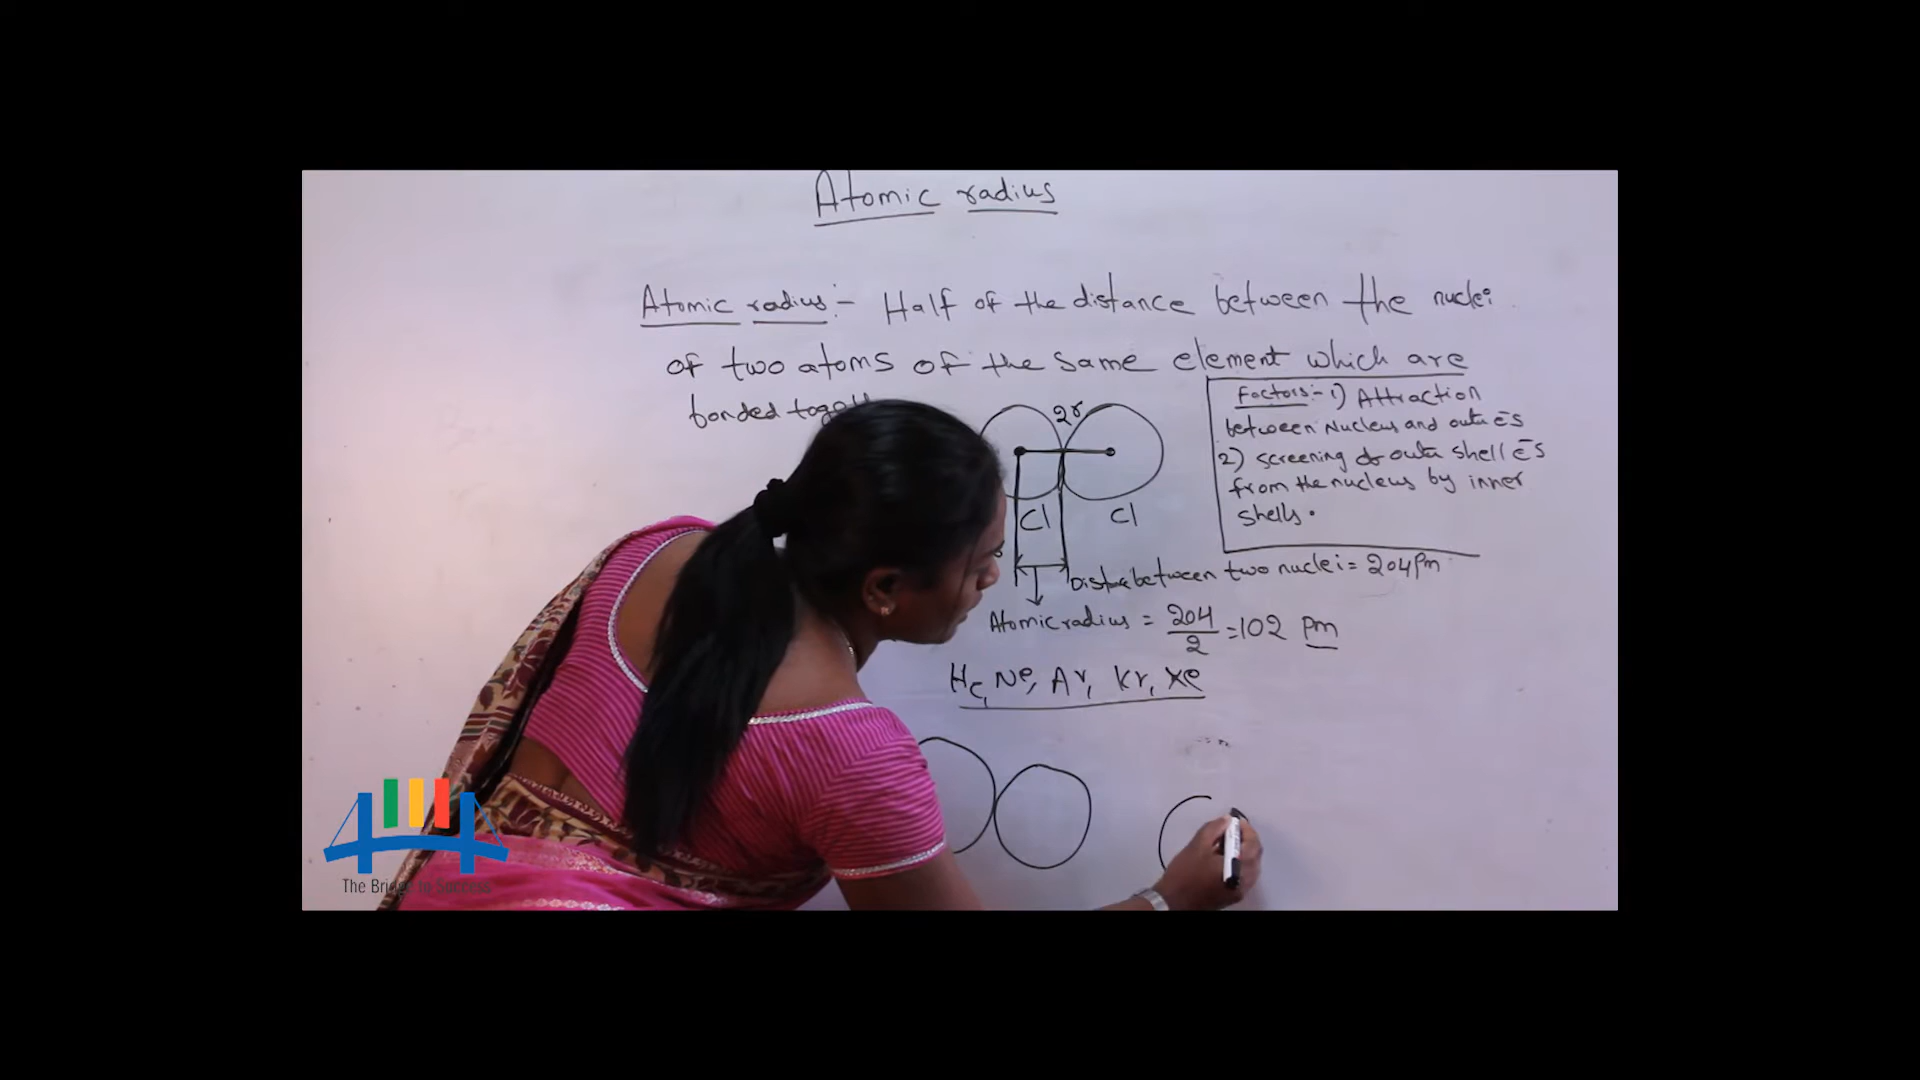 Atomic radius
Atomic radius:- Half of the distance between the nuclei
of two atoms of the same element which are
bonded
2r
Factors:- 1) Attraction
between Nucleus and outer ēs
2) screening of outer shell ēs
from the nucleus by inner
shells.
Cl Cl
between two nuclei = 204 pm
Atomic radius = 204/2 = 102 pm
He, Ne, Ar, Kr, Xe
The Bridge to Success